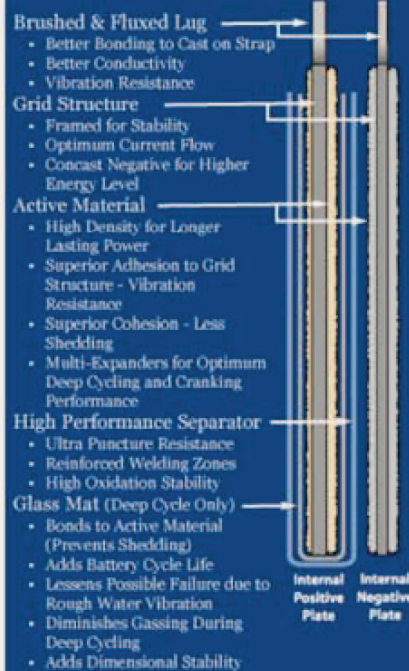 Brushed & Fluxed Lug
• Better Bonding to Cast on Strap
• Better Conductivity
• Vibration Resistance
Grid Structure
• Framed for Stability
• Optimum Current Flow
• Concast Negative for Higher
Energy Level
Active Material
• High Density for Longer
Lasting Power
• Superior Adhesion to Grid
Structure - Vibration
Resistance
• Superior Cohesion - Less
Shedding
• Multi-Expanders for Optimum
Deep Cycling and Cranking
Performance
High Performance Separator
• Ultra Puncture Resistance
• Reinforced Welding Zones
• High Oxidation Stability
Glass Mat (Deep Cycle Only)
• Bonds to Active Material
(Prevents Shedding)
• Adds Battery Cycle Life
• Lessens Possible Failure due to
Rough Water Vibration
• Diminishes Gassing During
Deep Cycling
• Adds Dimensional Stability
Internal
Positive
Plate
Internal
Negative
Plate